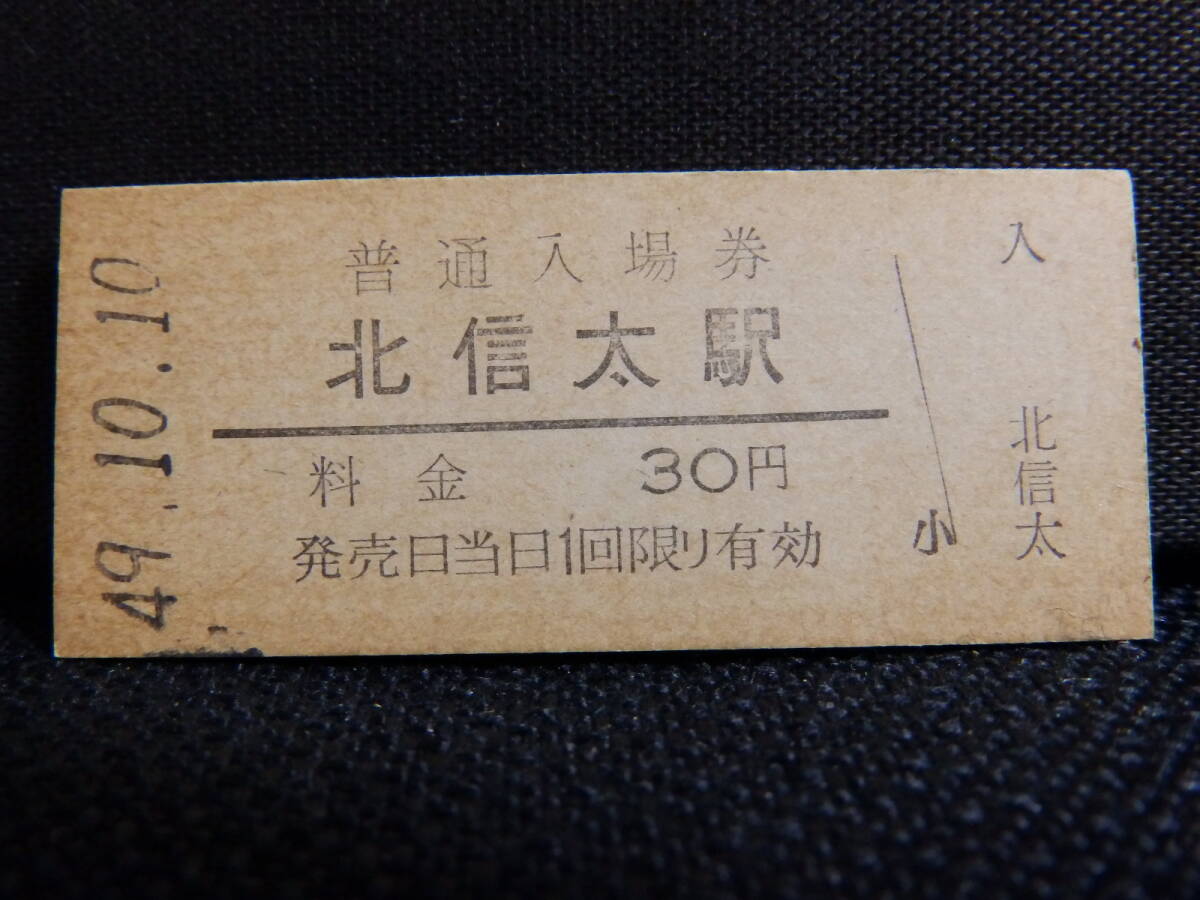 普通入場券
北信太駅
料金 30円
発売日当日1回限り有効
小
入
北信太
49.10.10